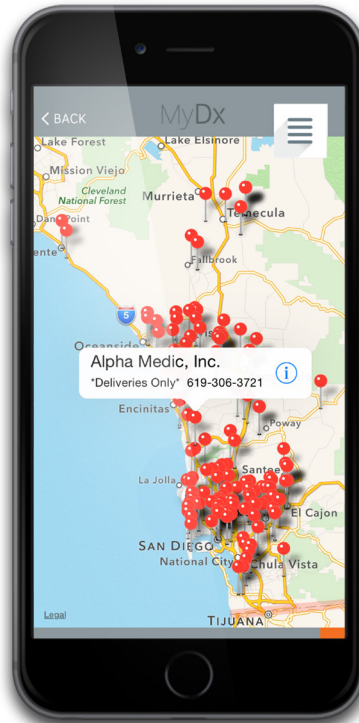 BACK
MyDx
Lake Forest
Lake Elsinore
Mission Viejo
Cleveland
National Forest
Murrieta
Temecula
Dana Point
ente
Fallbrook
5
Oceanside
Vis
Alpha Medic, Inc.
*Deliveries Only* 619-306-3721
i
Encinitas
Poway
La Jolla
Santee
El Cajon
SAN DIEGO
National City
Chula Vista
Legal
TIJUANA